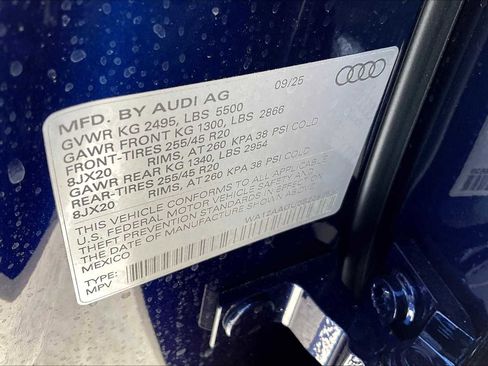 MFD. BY AUDI AG 09/25
GVWR KG 2495, LBS 5500
GAWR FRONT KG 1300, LBS 2866
FRONT-TIRES 255/45 R20
8JX20 RIMS, AT 260 KPA 38 PSI COLD
GAWR REAR KG 1340, LBS 2954
REAR-TIRES 255/45 R20
8JX20 RIMS, AT 260 KPA 38 PSI COLD
THIS VEHICLE CONFORMS TO ALL APPLICABLE
U.S. FEDERAL MOTOR VEHICLE SAFETY AND
THEFT PREVENTION STANDARDS IN EFFECT ON
THE DATE OF MANUFACTURE SHOWN ABOVE.
MEXICO
TYPE:
MPV